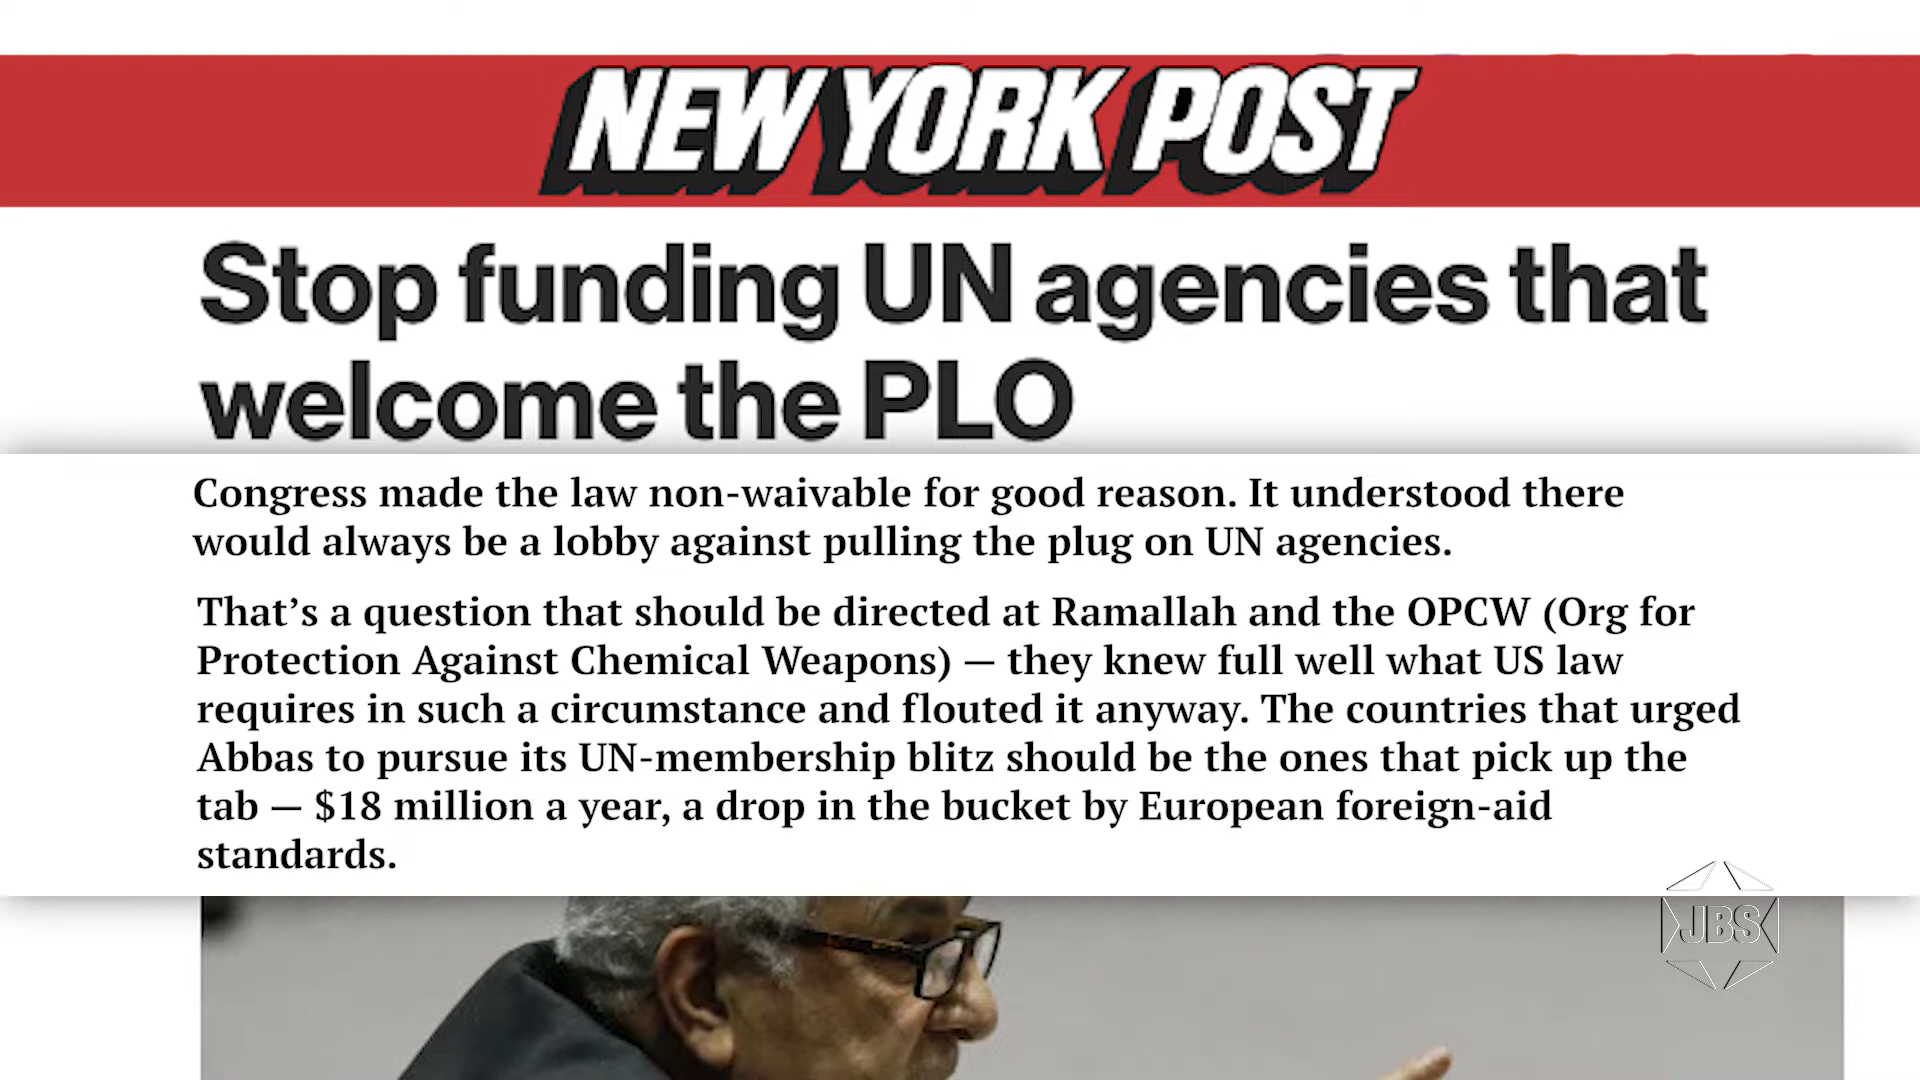 NEW YORK POST
Stop funding UN agencies that
welcome the PLO
Congress made the law non-waivable for good reason. It understood there
would always be a lobby against pulling the plug on UN agencies.
That’s a question that should be directed at Ramallah and the OPCW (Org for
Protection Against Chemical Weapons) — they knew full well what US law
requires in such a circumstance and flouted it anyway. The countries that urged
Abbas to pursue its UN-membership blitz should be the ones that pick up the
tab — $18 million a year, a drop in the bucket by European foreign-aid
standards.
JBS